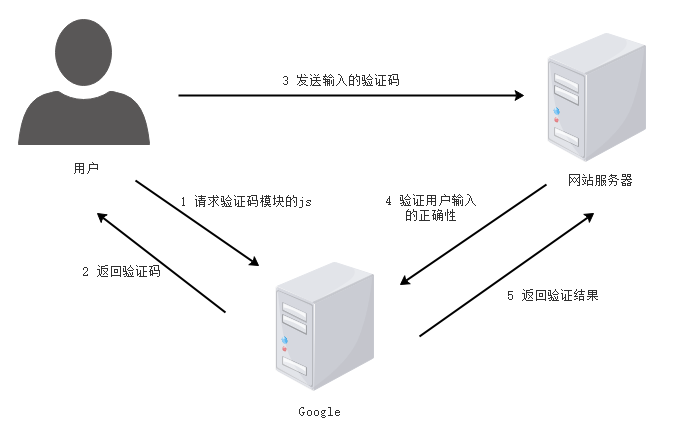 3 发送输入的验证码
用户
网站服务器
1 请求验证码模块的js
4 验证用户输入
的正确性
2 返回验证码
5 返回验证结果
Google